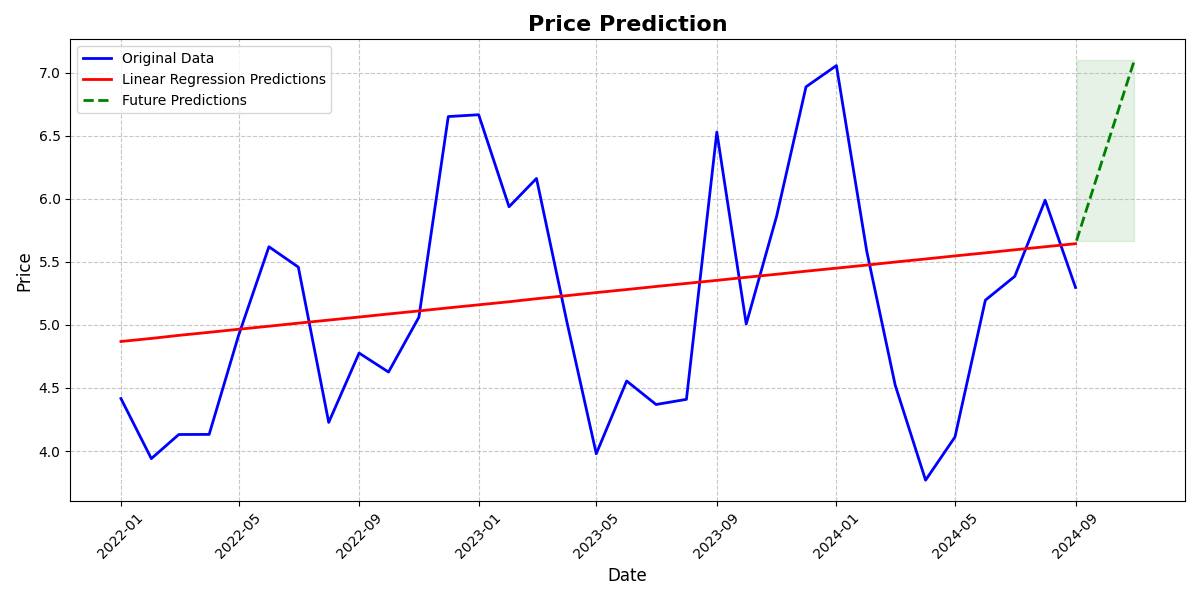 Price Prediction
Original Data
Linear Regression Predictions
Future Predictions
Price
7.0
6.5
6.0
5.5
5.0
4.5
4.0
2022-01
2022-05
2022-09
2023-01
2023-05
2023-09
2024-01
2024-05
2024-09
Date